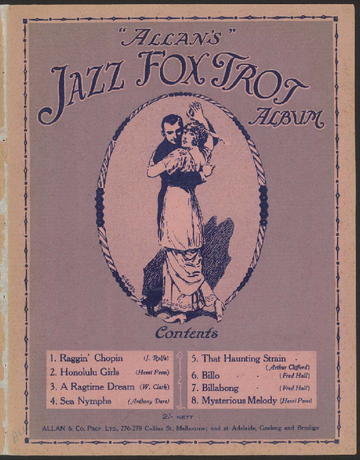 "ALLAN'S"
JAZZ FOX TROT
ALBUM
Contents
1. Raggin' Chopin (J. Rolfe)
2. Honolulu Girls (Henri Penn)
3. A Ragtime Dream (W. Clark)
4. Sea Nymphs (Anthony Dare)
5. That Haunting Strain
(Arthur Clifford)
6. Billo (Fred Hall)
7. Billabong (Fred Hall)
8. Mysterious Melody (Henri Penn)
2/- NETT
ALLAN & Co. Prop. Ltd., 276-278 Collins St., Melbourne; and at Adelaide, Geelong and Bendigo